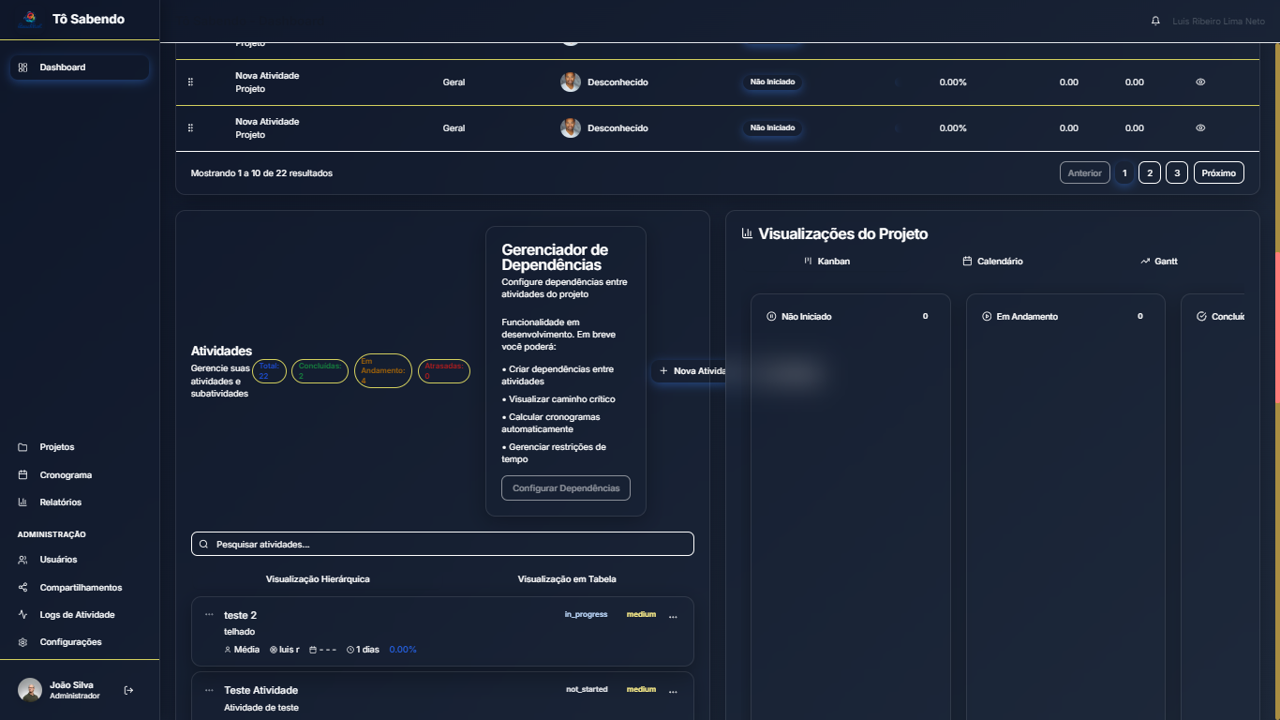 Tô Sabendo
Luis Ribeiro Lima Neto
Dashboard
Projeto
Nova Atividade
Projeto
Geral
Desconhecido
Não Iniciado
0.00%
0.00
0.00
Nova Atividade
Projeto
Geral
Desconhecido
Não Iniciado
0.00%
0.00
0.00
Mostrando 1 a 10 de 22 resultados
Anterior
1
2
3
Próximo
Atividades
Gerencie suas
atividades e
subatividades
Total:
22
Concluídas:
2
Em
Andamento:
4
Atrasadas:
0
Gerenciador de
Dependências
Configure dependências entre
atividades do projeto
Funcionalidade em
desenvolvimento. Em breve
você poderá:
• Criar dependências entre
atividades
• Visualizar caminho crítico
• Calcular cronogramas
automaticamente
• Gerenciar restrições de
tempo
Configurar Dependências
+ Nova Ativida
Pesquisar atividades...
Visualização Hierárquica
Visualização em Tabela
teste 2
in_progress
medium
...
telhado
Média
luis r
- - -
1 dias
0.00%
Teste Atividade
not_started
medium
...
Atividade de teste
Visualizações do Projeto
Kanban
Calendário
Gantt
Não Iniciado
0
Em Andamento
0
Concluíd
Projetos
Cronograma
Relatórios
ADMINISTRAÇÃO
Usuários
Compartilhamentos
Logs de Atividade
Configurações
João Silva
Administrador